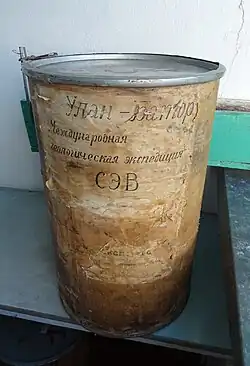 Улан-Батор
Международная
геологическая экспедиция
СЭВ